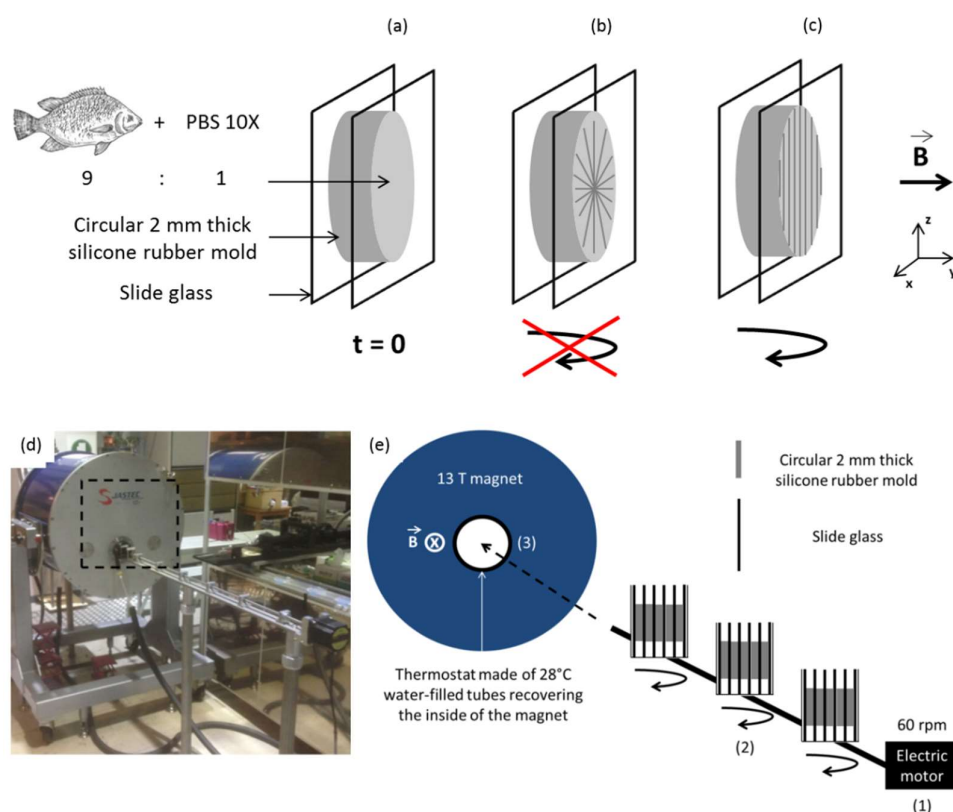 (a)
(b)
(c)
+ PBS 10X
9 : 1
Circular 2 mm thick
silicone rubber mold
Slide glass
t = 0
B
z
y
x
(d)
JASTEC
(e)
13 T magnet
B
X
(3)
Thermostat made of 28°C
water-filled tubes recovering
the inside of the magnet
Circular 2 mm thick
silicone rubber mold
Slide glass
(2)
60 rpm
Electric
motor
(1)